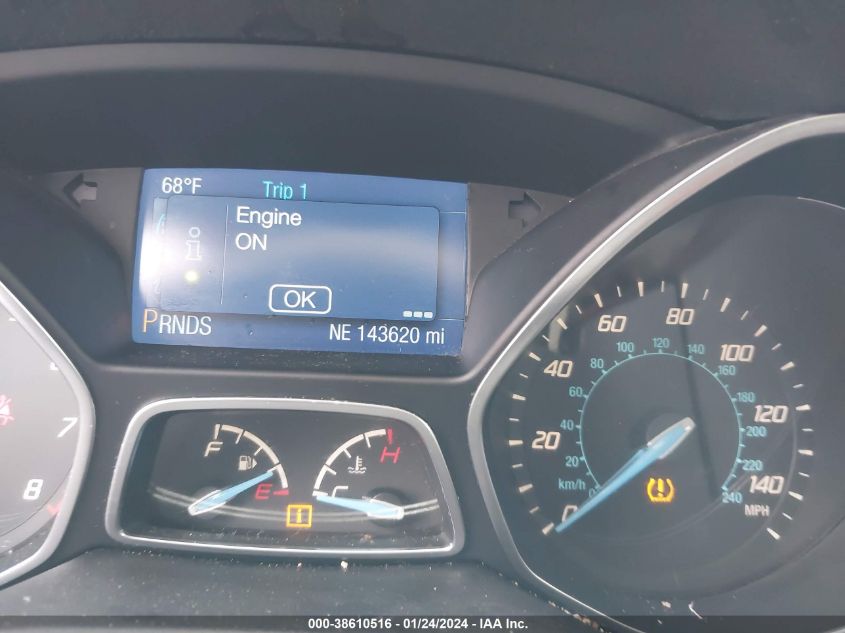 68°F Trip 1
Engine
ON
OK
PRNDS NE 143620 mi
7
8
F
E
H
C
0 20 40 60 80 100 120 140
MPH
0 20 40 60 80 100 120 140 160 180 200 220 240
km/h
000-38610516 - 01/24/2024 - IAA Inc.